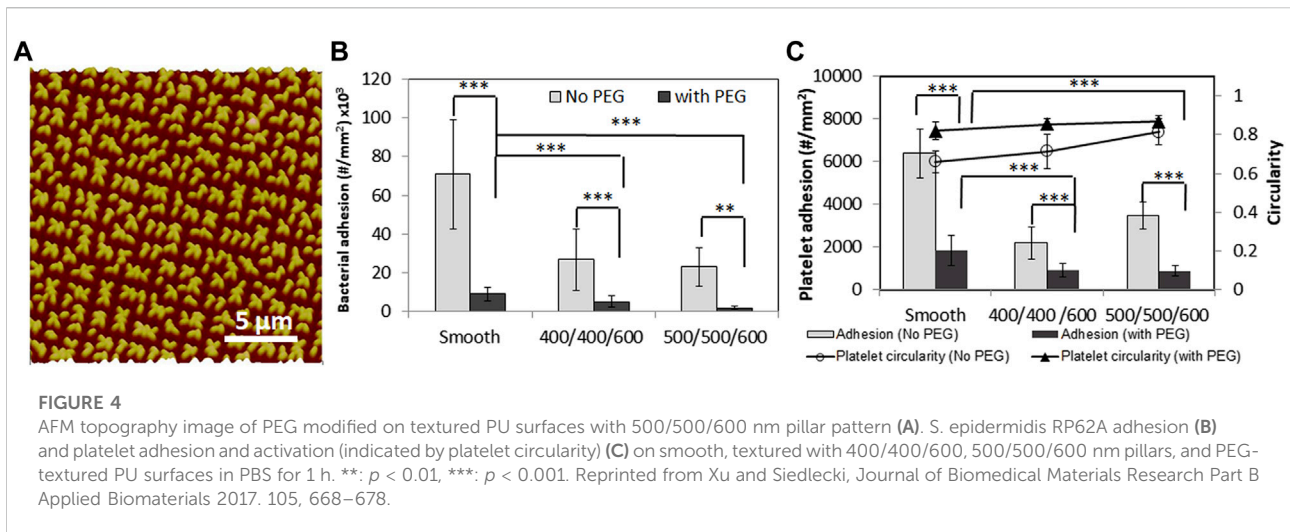 A
5 µm
B
Bacterial adhesion (#/mm²) x10³
120
100
80
60
40
20
0
No PEG
with PEG
***
***
***
***
**
Smooth
400/400/600
500/500/600
C
Platelet adhesion (#/mm²)
10000
8000
6000
4000
2000
0
***
***
***
***
***
1
0.8
0.6
0.4
0.2
0
Circularity
Smooth
400/400/600
500/500/600
Adhesion (No PEG)
Adhesion (with PEG)
Platelet circularity (No PEG)
Platelet circularity (with PEG)
FIGURE 4
AFM topography image of PEG modified on textured PU surfaces with 500/500/600 nm pillar pattern (A). S. epidermidis RP62A adhesion (B)
and platelet adhesion and activation (indicated by platelet circularity) (C) on smooth, textured with 400/400/600, 500/500/600 nm pillars, and PEG-
textured PU surfaces in PBS for 1 h. **: p < 0.01, ***: p < 0.001. Reprinted from Xu and Siedlecki, Journal of Biomedical Materials Research Part B
Applied Biomaterials 2017. 105, 668–678.